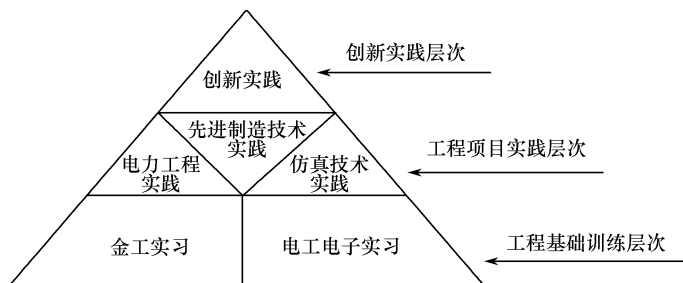 创新实践层次
创新实践
先进制造技术
实践
工程项目实践层次
电力工程
实践
仿真技术
实践
工程基础训练层次
金工实习
电工电子实习